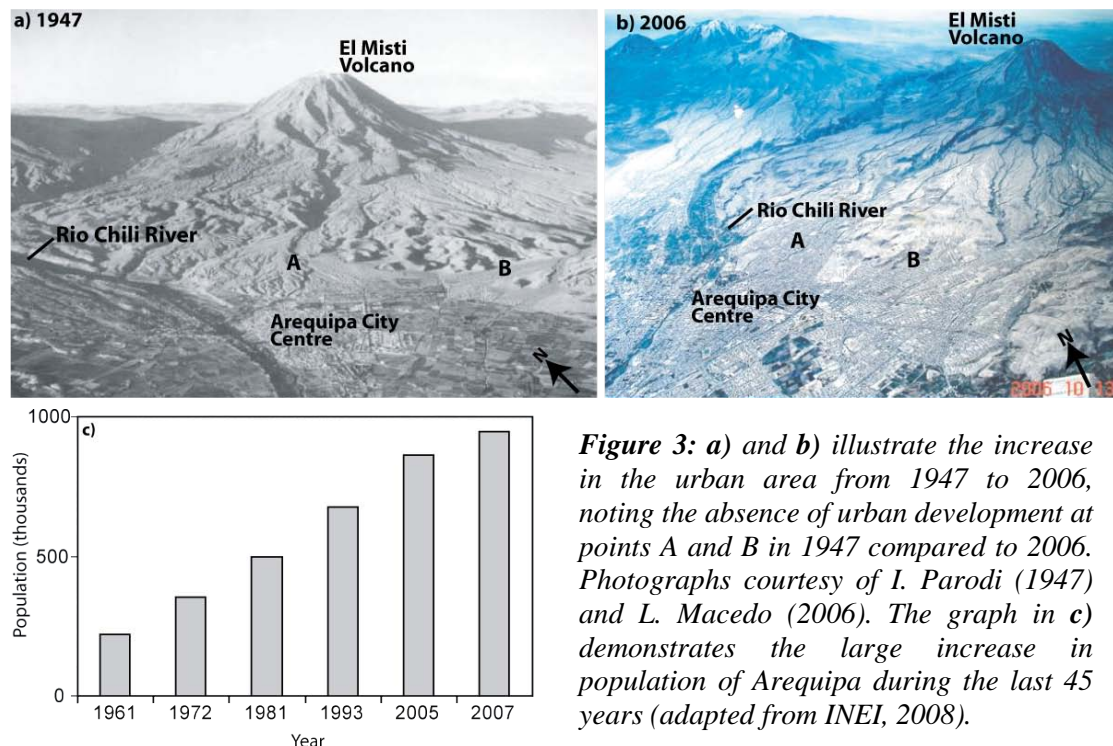 a) 1947
El Misti
Volcano
Rio Chili River
A
B
Arequipa City
Centre
N
b) 2006
El Misti
Volcano
Rio Chili River
A
B
Arequipa City
Centre
N
2006 10 13
c)
1000
500
0
Population (thousands)
1961 1972 1981 1993 2005 2007
Year
Figure 3: a) and b) illustrate the increase
in the urban area from 1947 to 2006,
noting the absence of urban development at
points A and B in 1947 compared to 2006.
Photographs courtesy of I. Parodi (1947)
and L. Macedo (2006). The graph in c)
demonstrates the large increase in
population of Arequipa during the last 45
years (adapted from INEI, 2008).